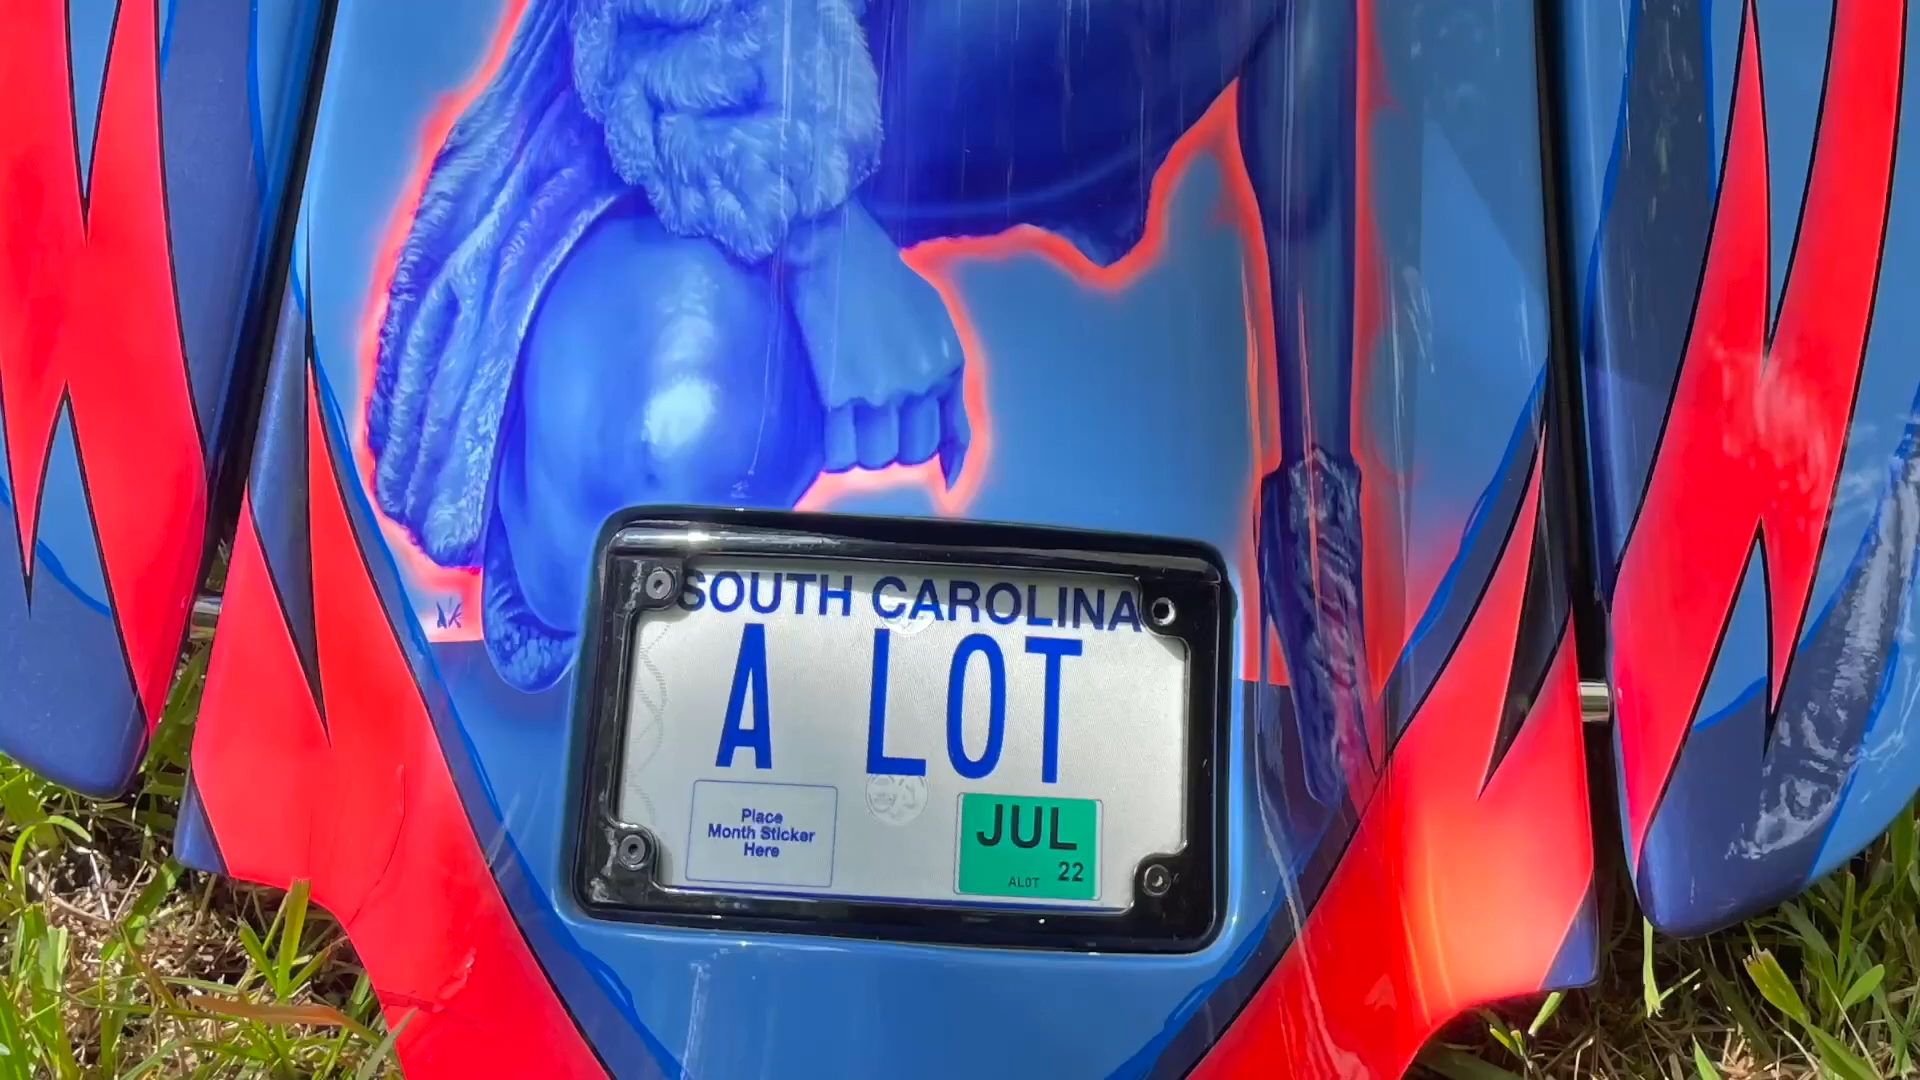 SOUTH CAROLINA
A LOT
Place
Month Sticker
Here
JUL
22
ALOT